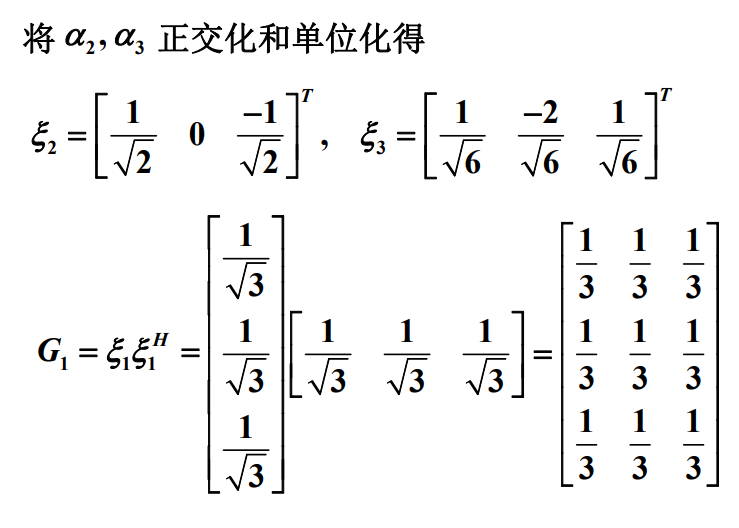 将 α₂, α₃ 正交化和单位化得
ξ₂ = [1/√2 0 -1/√2]ᵀ, ξ₃ = [1/√6 -2/√6 1/√6]ᵀ
G₁ = ξ₁ξ₁ᴴ = [1/√3; 1/√3; 1/√3] [1/√3 1/√3 1/√3] = [1/3 1/3 1/3; 1/3 1/3 1/3; 1/3 1/3 1/3]